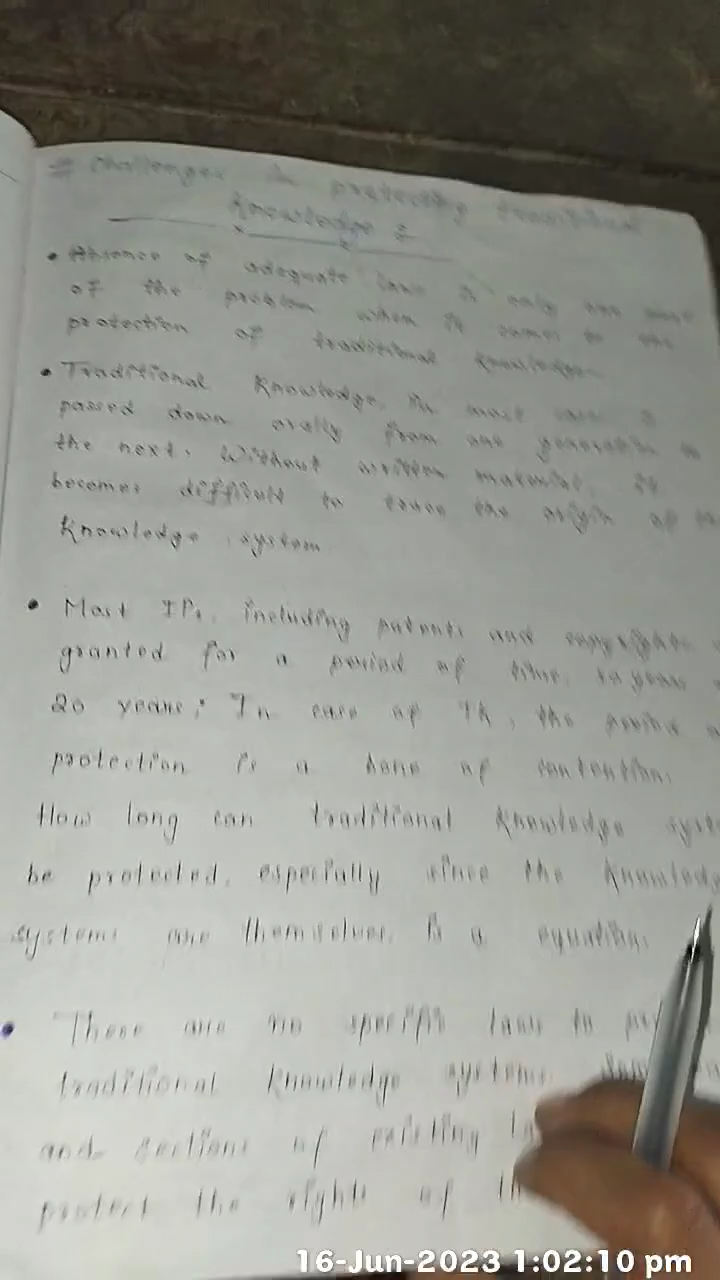 # Challenges in protecting traditional
Knowledge :
• Absence of adequate laws is only one
of the problem when it comes to the
protection of traditional knowledge.
• Traditional Knowledge, in most cases is
passed down orally from one generation to
the next. Without written material, it
becomes difficult to trace the origin of
Knowledge system
• Most IPs, including patents and copyrights
granted for a period of time, 10 years
20 years; In case of TK, the period
protection is a bone of contention.
How long can traditional knowledge
be protected, especially since the
systems are themselves, is a
• There are no specific laws to
traditional knowledge systems
and sections of existing
protect the rights of
16-Jun-2023 1:02:10 pm